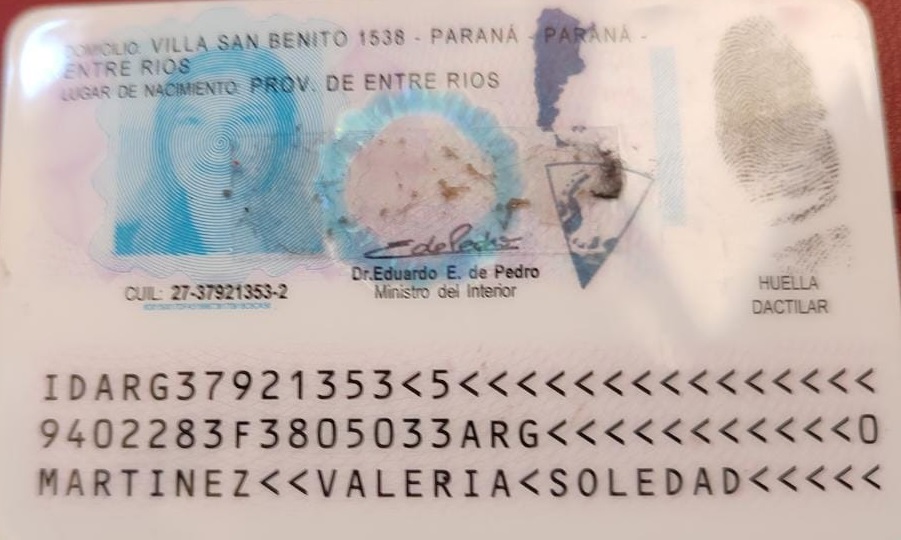 DOMICILIO: VILLA SAN BENITO 1538 - PARANÁ - PARANÁ -
ENTRE RIOS
LUGAR DE NACIMIENTO: PROV. DE ENTRE RIOS
CUIL: 27-37921353-2
EdePedro
Dr.Eduardo E. de Pedro
Ministro del Interior
HUELLA
DACTILAR
IDARG37921353<5<<<<<<<<<<<<<<<
9402283F3805033ARG<<<<<<<<<<<0
MARTINEZ<<VALERIA<SOLEDAD<<<<<